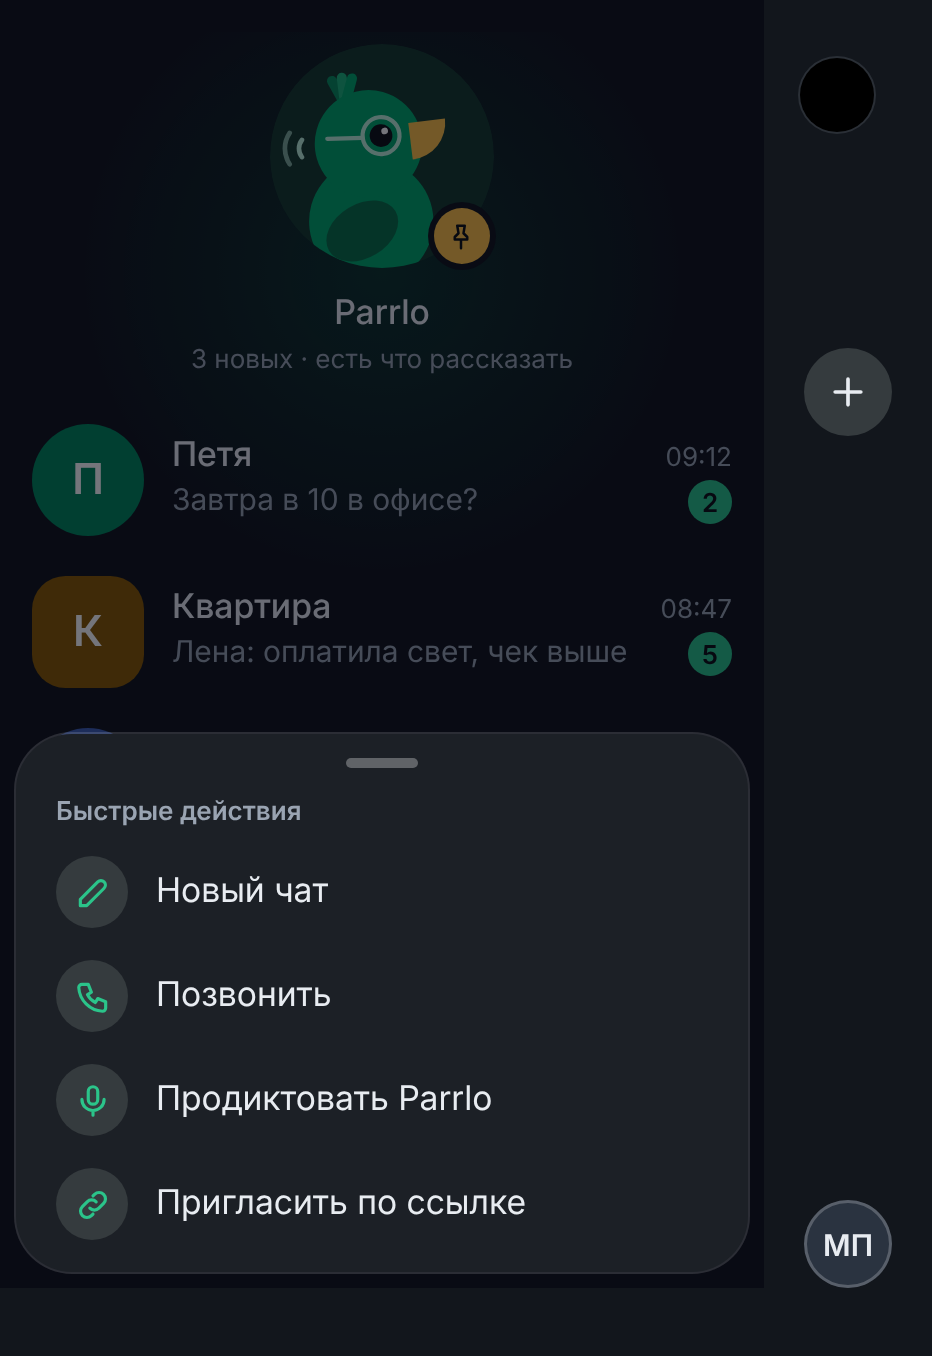 Parrlo
3 новых · есть что рассказать
П
Петя
09:12
Завтра в 10 в офисе?
2
К
Квартира
08:47
Лена: оплатила свет, чек выше
5
Быстрые действия
Новый чат
Позвонить
Продиктовать Parrlo
Пригласить по ссылке
МП